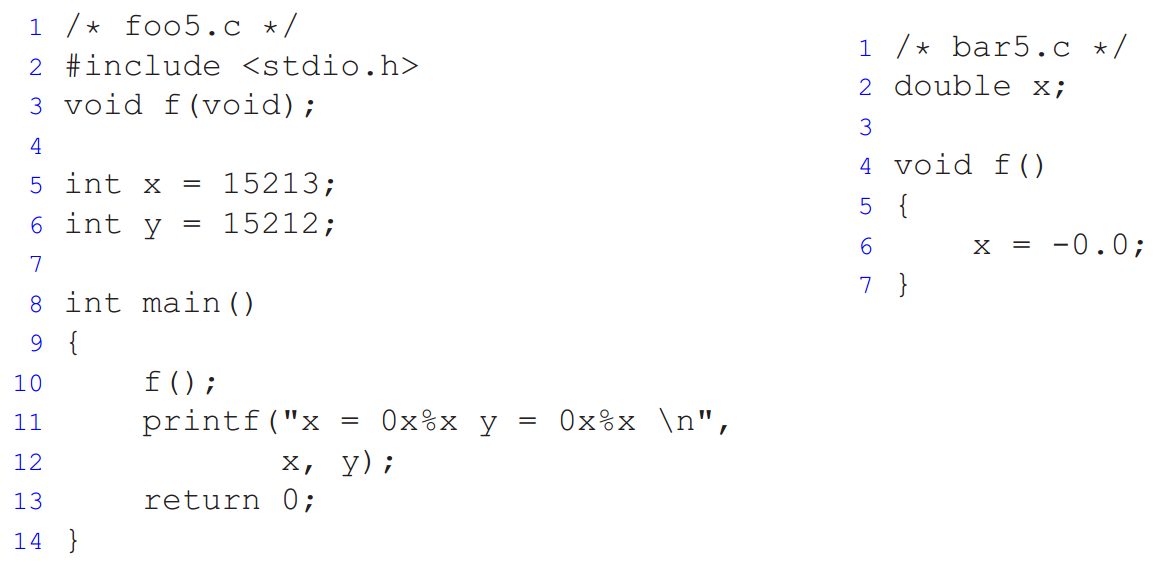 1 /* foo5.c */
2 #include <stdio.h>
3 void f(void);
4
5 int x = 15213;
6 int y = 15212;
7
8 int main()
9 {
10     f();
11     printf("x = 0x%x y = 0x%x \n",
12            x, y);
13     return 0;
14 }
1 /* bar5.c */
2 double x;
3
4 void f()
5 {
6     x = -0.0;
7 }